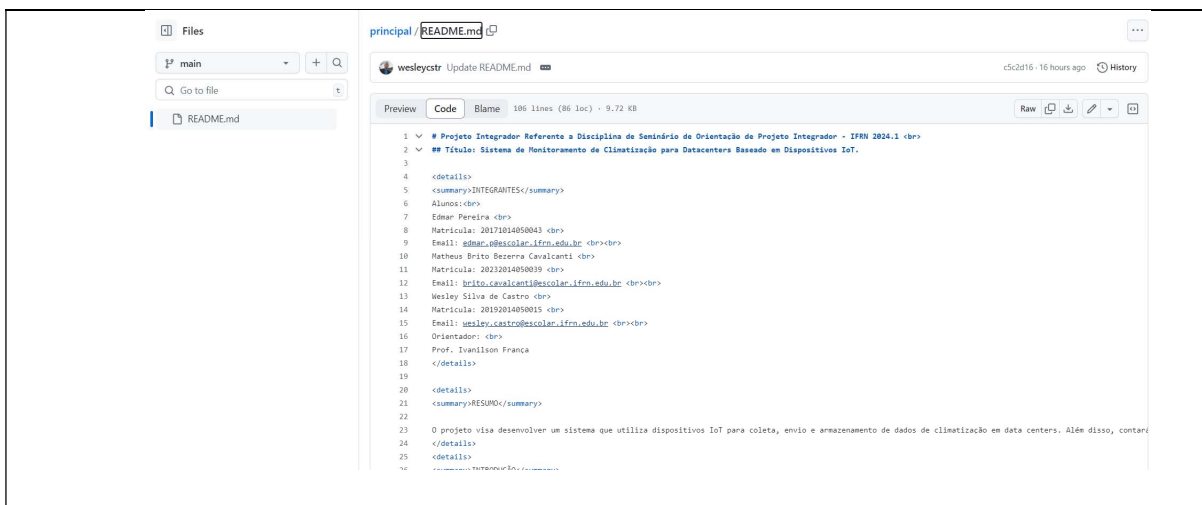 Files
main
Go to file
t
README.md
principal / README.md
wesleycstr Update README.md
c5c2d16 · 16 hours ago History
Preview Code Blame 106 lines (86 loc) · 9.72 KB Raw
1 # Projeto Integrador Referente a Disciplina de Seminário de Orientação de Projeto Integrador - IFRN 2024.1 <br>
2 ## Título: Sistema de Monitoramento de Climatização para Datacenters Baseado em Dispositivos IoT.
3
4 <details>
5 <summary>INTEGRANTES</summary>
6 Alunos:<br>
7 Edmar Pereira <br>
8 Matricula: 20171014050043 <br>
9 Email: edmar.p@escolar.ifrn.edu.br <br><br>
10 Matheus Brito Bezerra Cavalcanti <br>
11 Matricula: 20232014050039 <br>
12 Email: brito.cavalcanti@escolar.ifrn.edu.br <br><br>
13 Wesley Silva de Castro <br>
14 Matricula: 20192014050015 <br>
15 Email: wesley.castro@escolar.ifrn.edu.br <br><br>
16 Orientador: <br>
17 Prof. Ivanilson França
18 </details>
19
20 <details>
21 <summary>RESUMO</summary>
22
23 O projeto visa desenvolver um sistema que utiliza dispositivos IoT para coleta, envio e armazenamento de dados de climatização em data centers. Além disso, contará
24 </details>
25 <details>
26 <summary>INTRODUÇÃO</summary>